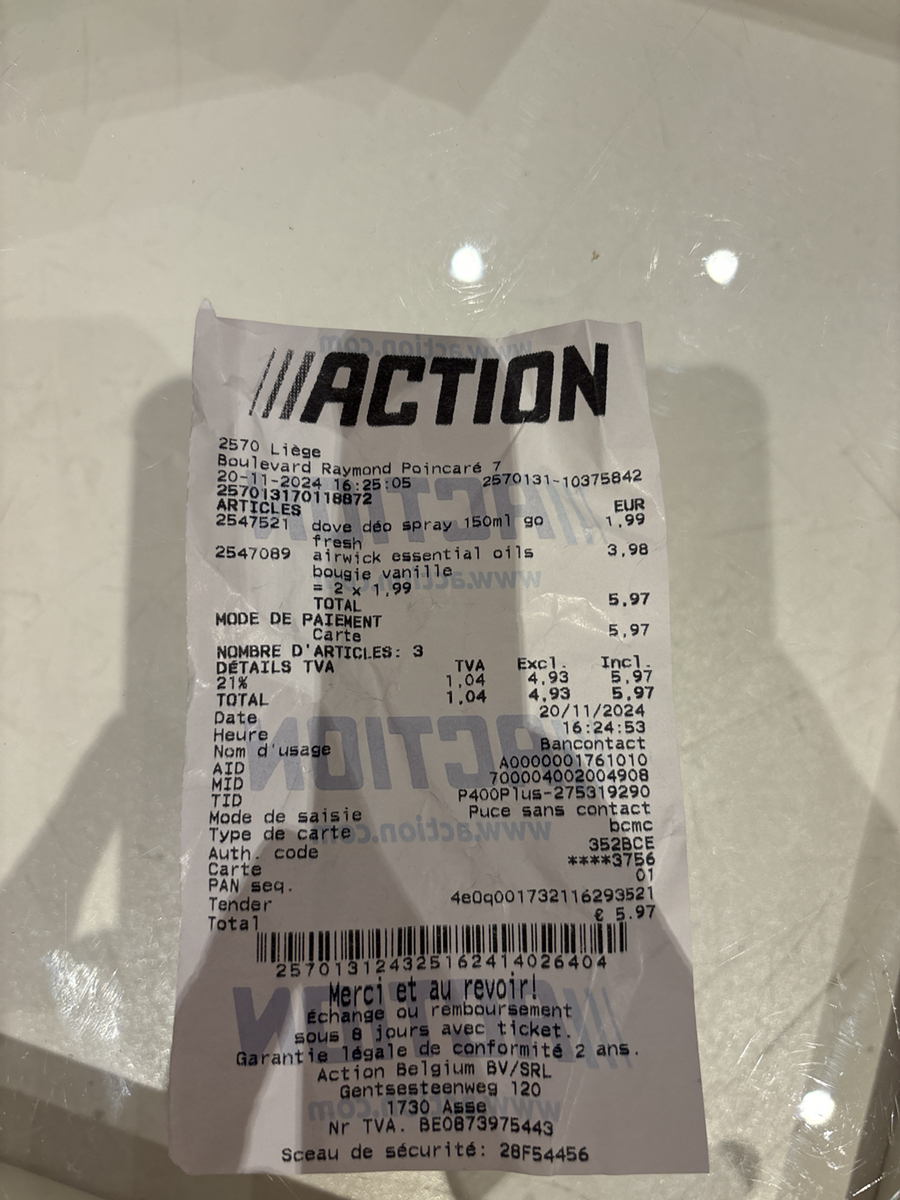 ///ACTION
2570 Liège
Boulevard Raymond Poincaré 7
20-11-2024 16:25:05 2570131-10375842
257013170118872
ARTICLES EUR
2547521 dove déo spray 150ml go 1,99
fresh
2547089 airwick essential oils 3,98
bougie vanille
= 2 x 1,99
TOTAL 5,97
MODE DE PAIEMENT
Carte 5,97
NOMBRE D'ARTICLES: 3
DÉTAILS TVA TVA Excl. Incl.
21% 1,04 4,93 5,97
TOTAL 1,04 4,93 5,97
Date 20/11/2024
Heure 16:24:53
Nom d'usage Bancontact
AID A0000001761010
MID 700004002004908
TID P400Plus-275319290
Mode de saisie Puce sans contact
Type de carte bcmc
Auth. code 352BCE
Carte ****3756
PAN seq. 01
Tender 4e0q001732116293521
Total € 5.97
2570131243251624140264​04
Merci et au revoir!
Échange ou remboursement
sous 8 jours avec ticket.
Garantie légale de conformité 2 ans.
Action Belgium BV/SRL
Gentsesteenweg 120
1730 Asse
Nr TVA. BE0873975443
Sceau de sécurité: 28F54456